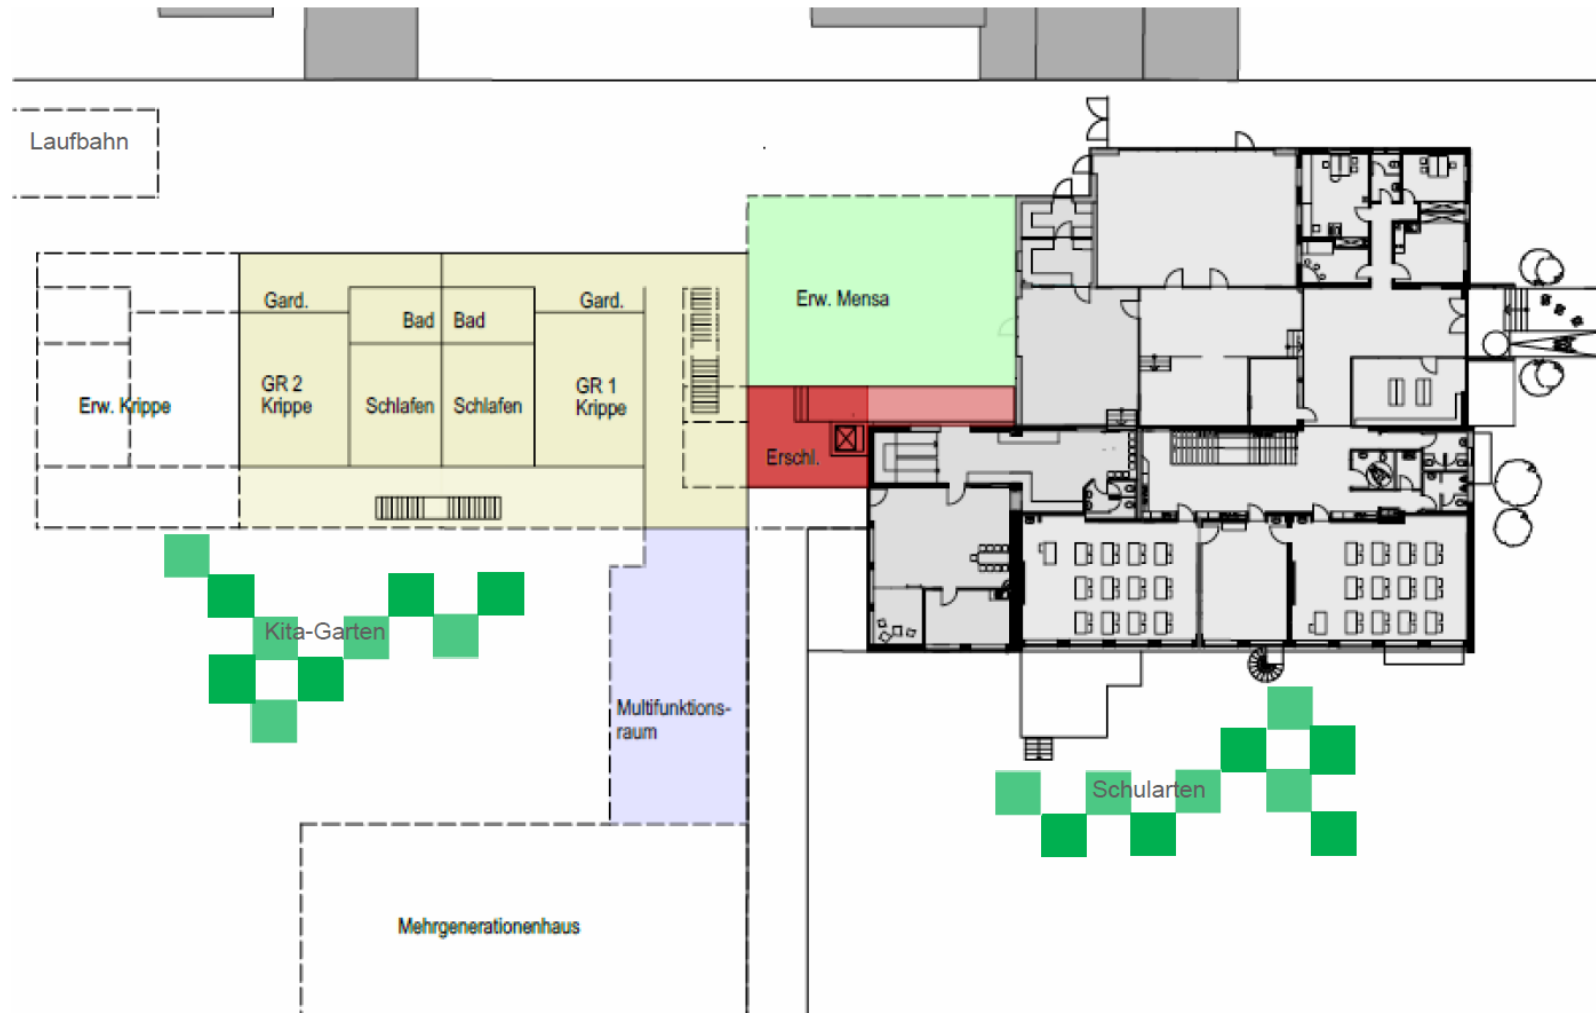 Laufbahn
Erw. Mensa
Gard.
Gard.
Bad
Bad
GR 2
Krippe
Schlafen
Schlafen
GR 1
Krippe
Erw. Krippe
Erschl.
Kita-Garten
Multifunktions-
raum
Schularten
Mehrgenerationenhaus